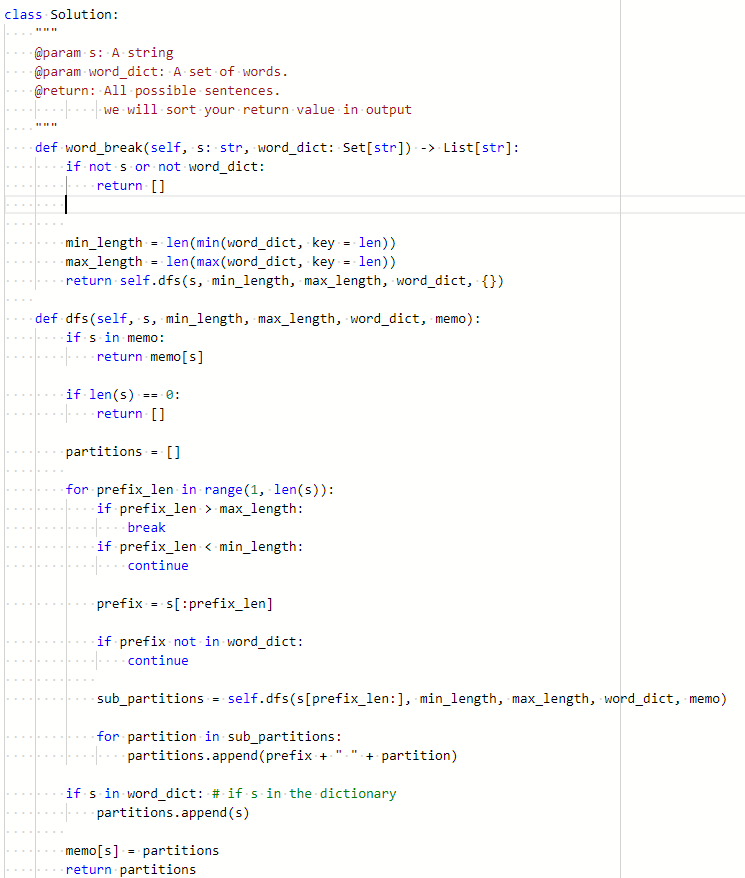 class Solution:
    """
    @param s: A string
    @param word_dict: A set of words.
    @return: All possible sentences.
             we will sort your return value in output
    """
    def word_break(self, s: str, word_dict: Set[str]) -> List[str]:
        if not s or not word_dict:
            return []
        min_length = len(min(word_dict, key = len))
        max_length = len(max(word_dict, key = len))
        return self.dfs(s, min_length, max_length, word_dict, {})
    def dfs(self, s, min_length, max_length, word_dict, memo):
        if s in memo:
            return memo[s]
        if len(s) == 0:
            return []
        partitions = []
        for prefix_len in range(1, len(s)):
            if prefix_len > max_length:
                break
            if prefix_len < min_length:
                continue
            prefix = s[:prefix_len]
            if prefix not in word_dict:
                continue
            sub_partitions = self.dfs(s[prefix_len:], min_length, max_length, word_dict, memo)
            for partition in sub_partitions:
                partitions.append(prefix + " " + partition)
        if s in word_dict: # if s in the dictionary
            partitions.append(s)
        memo[s] = partitions
        return partitions